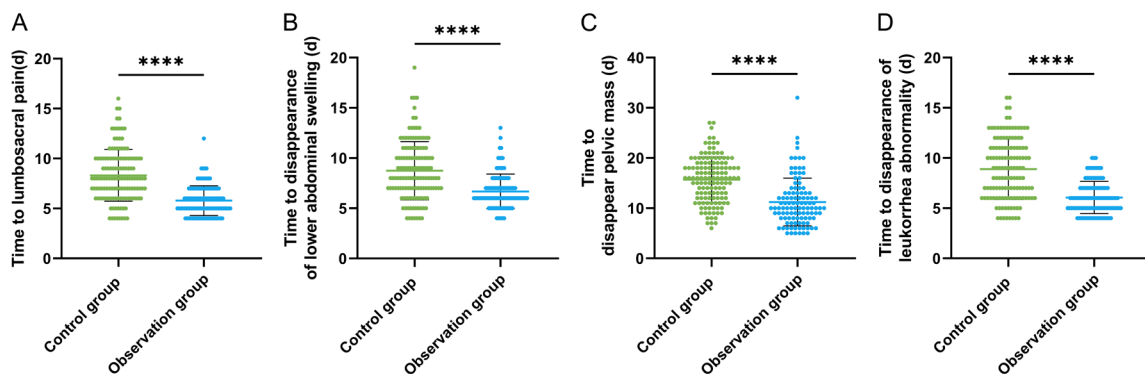 A
Time to lumbosacral pain(d)
20
15
10
5
0
****
Control group
Observation group
B
Time to disappearance
of lower abdominal swelling (d)
20
15
10
5
0
****
Control group
Observation group
C
Time to
disappear pelvic mass (d)
40
30
20
10
0
****
Control group
Observation group
D
Time to disappearance of
leukorrhea abnormality (d)
20
15
10
5
0
****
Control group
Observation group